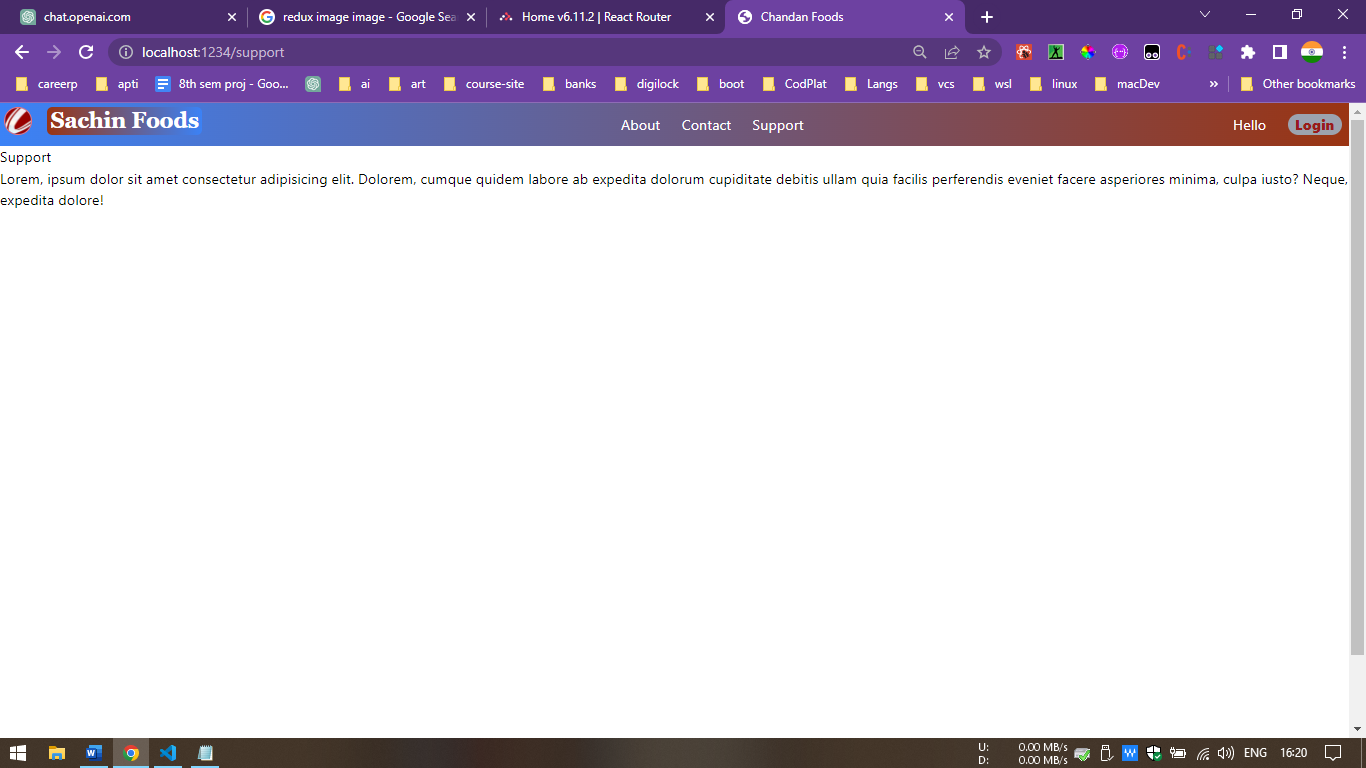 chat.openai.com
redux image image - Google Sea
Home v6.11.2 | React Router
Chandan Foods
localhost:1234/support
careerp apti 8th sem proj - Goo... ai art course-site banks digilock boot CodPlat Langs vcs wsl linux macDev » Other bookmarks
Sachin Foods About Contact Support Hello Login
Support
Lorem, ipsum dolor sit amet consectetur adipisicing elit. Dolorem, cumque quidem labore ab expedita dolorum cupiditate debitis ullam quia facilis perferendis eveniet facere asperiores minima, culpa iusto? Neque,
expedita dolore!
U: 0.00 MB/s
D: 0.00 MB/s
ENG 16:20